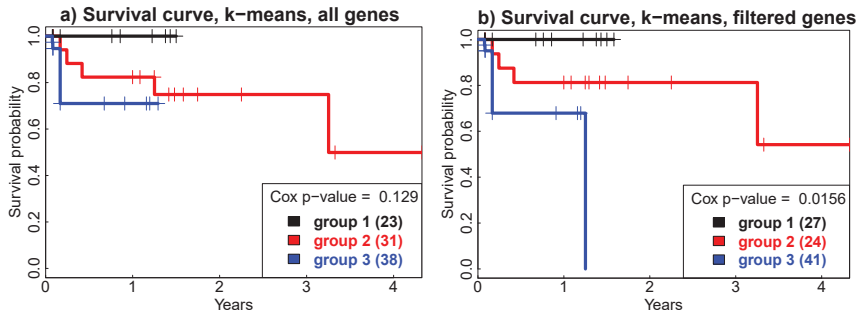 a) Survival curve, k-means, all genes
Survival probability
0.0 0.2 0.4 0.6 0.8 1.0
Cox p-value = 0.129
group 1 (23)
group 2 (31)
group 3 (38)
0 1 2 3 4
Years
b) Survival curve, k-means, filtered genes
Survival probability
0.0 0.2 0.4 0.6 0.8 1.0
Cox p-value = 0.0156
group 1 (27)
group 2 (24)
group 3 (41)
0 1 2 3 4
Years